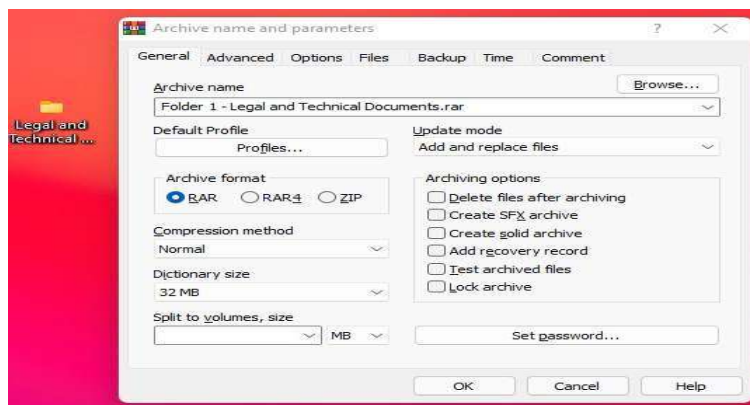 Archive name and parameters ? ×
General Advanced Options Files Backup Time Comment
Archive name
Browse...
Folder 1 - Legal and Technical Documents.rar
Default Profile
Profiles...
Update mode
Add and replace files
Archive format
RAR RAR4 ZIP
Compression method
Normal
Dictionary size
32 MB
Split to volumes, size
MB
Archiving options
Delete files after archiving
Create SFX archive
Create solid archive
Add recovery record
Test archived files
Lock archive
Set password...
OK Cancel Help
Legal and
Technical ...